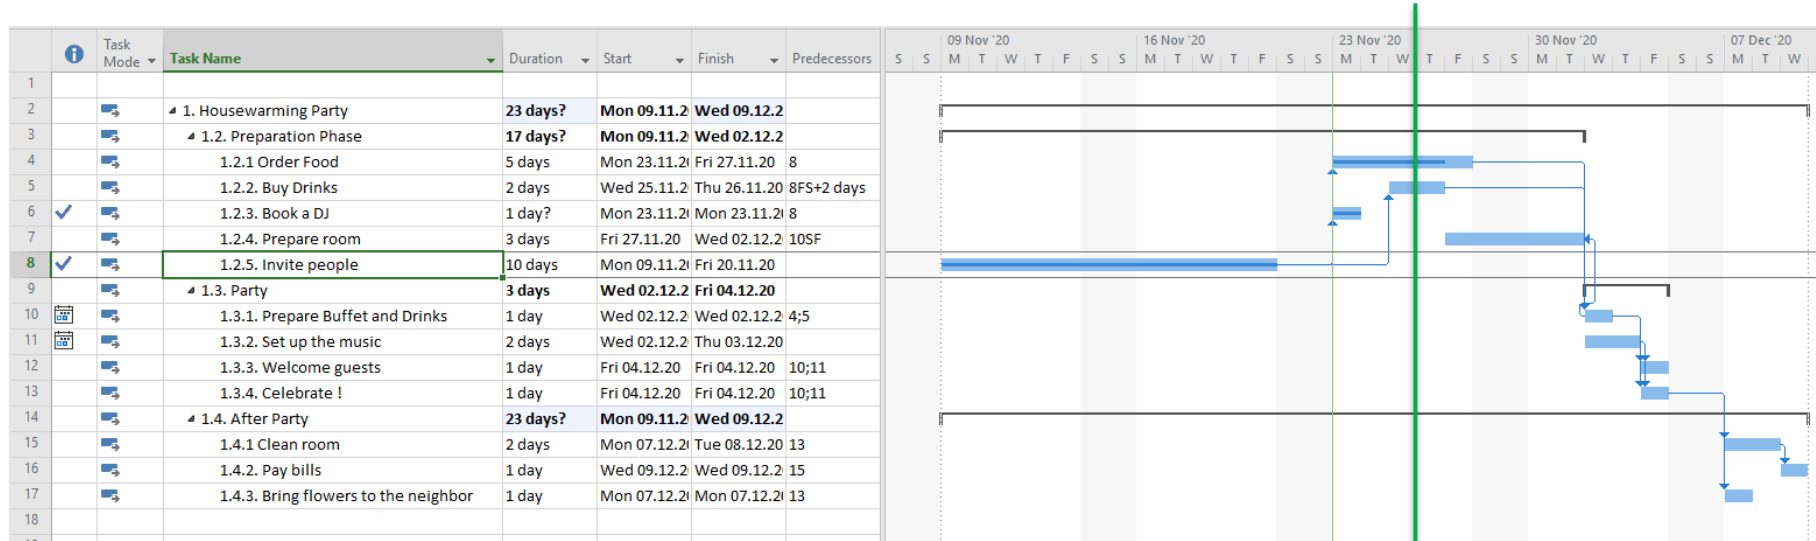 Task Mode Task Name Duration Start Finish Predecessors
09 Nov '20 16 Nov '20 23 Nov '20 30 Nov '20 07 Dec '20
S S M T W T F S S M T W T F S S M T W T F S S M T W T F S S M T W
1
2 1. Housewarming Party 23 days? Mon 09.11.2 Wed 09.12.2
3 1.2. Preparation Phase 17 days? Mon 09.11.2 Wed 02.12.2
4 1.2.1 Order Food 5 days Mon 23.11.20 Fri 27.11.20 8
5 1.2.2. Buy Drinks 2 days Wed 25.11.2 Thu 26.11.20 8FS+2 days
6 1.2.3. Book a DJ 1 day? Mon 23.11.20 Mon 23.11.20 8
7 1.2.4. Prepare room 3 days Fri 27.11.20 Wed 02.12.2 10SF
8 1.2.5. Invite people 10 days Mon 09.11.20 Fri 20.11.20
9 1.3. Party 3 days Wed 02.12.2 Fri 04.12.20
10 1.3.1. Prepare Buffet and Drinks 1 day Wed 02.12.2 Wed 02.12.2 4;5
11 1.3.2. Set up the music 2 days Wed 02.12.2 Thu 03.12.20
12 1.3.3. Welcome guests 1 day Fri 04.12.20 Fri 04.12.20 10;11
13 1.3.4. Celebrate ! 1 day Fri 04.12.20 Fri 04.12.20 10;11
14 1.4. After Party 23 days? Mon 09.11.2 Wed 09.12.2
15 1.4.1 Clean room 2 days Mon 07.12.20 Tue 08.12.20 13
16 1.4.2. Pay bills 1 day Wed 09.12.2 Wed 09.12.2 15
17 1.4.3. Bring flowers to the neighbor 1 day Mon 07.12.20 Mon 07.12.20 13
18